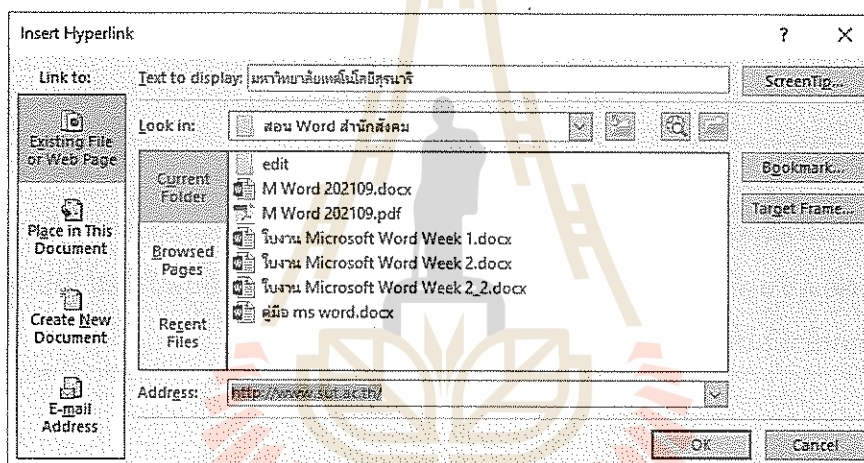 Insert Hyperlink ? X
Link to: Text to display: มหาวิทยาลัยเทคโนโลยีสุรนารี ScreenTip...
Existing File or Web Page
Look in: สอน Word สำนักสังคม
Bookmark...
Target Frame...
Current Folder
Browsed Pages
Recent Files
edit
M Word 202109.docx
M Word 202109.pdf
ใบงาน Microsoft Word Week 1.docx
ใบงาน Microsoft Word Week 2.docx
ใบงาน Microsoft Word Week 2_2.docx
คู่มือ ms word.docx
Place in This Document
Create New Document
E-mail Address
Address: http://www.sut.ac.th/
OK Cancel